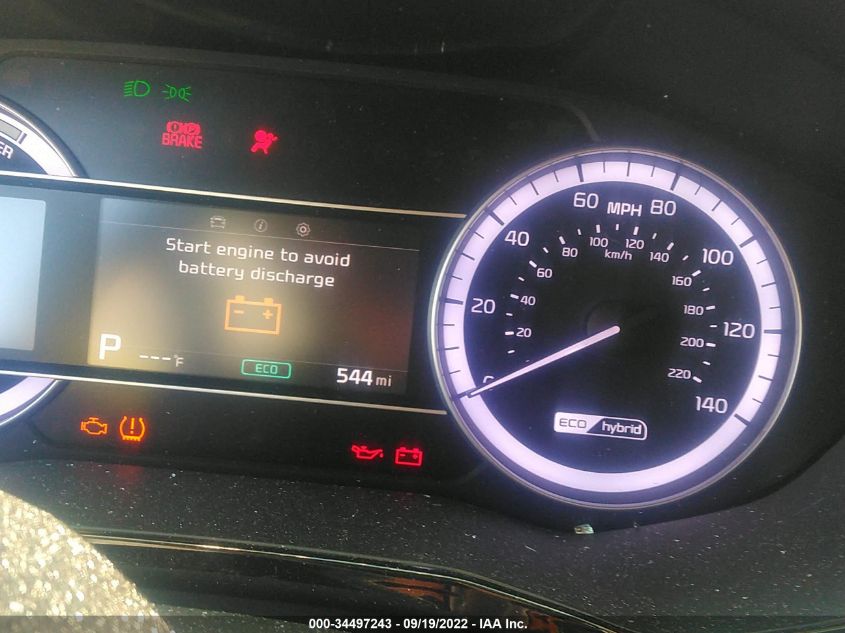 BRAKE
Start engine to avoid
battery discharge
P
---°F
ECO
544 mi
0 20 40 60 80 100 120 140
MPH
20 40 60 80 100 120 140 160 180 200 220
km/h
ECO hybrid
000-34497243 - 09/19/2022 - IAA Inc.